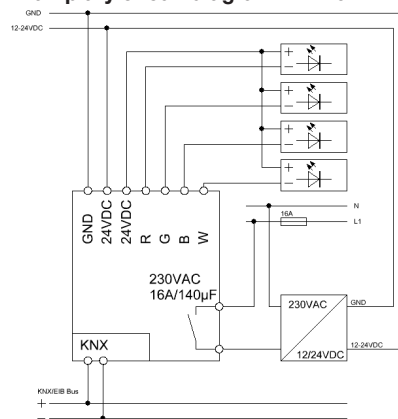 GND
12-24VDC
+
−
+
−
+
−
+
−
GND
24VDC
24VDC
R
G
B
W
N
16A
L1
230VAC
16A/140µF
230VAC
GND
KNX
12/24VDC
12-24VDC
KNX/EIB Bus
+
−